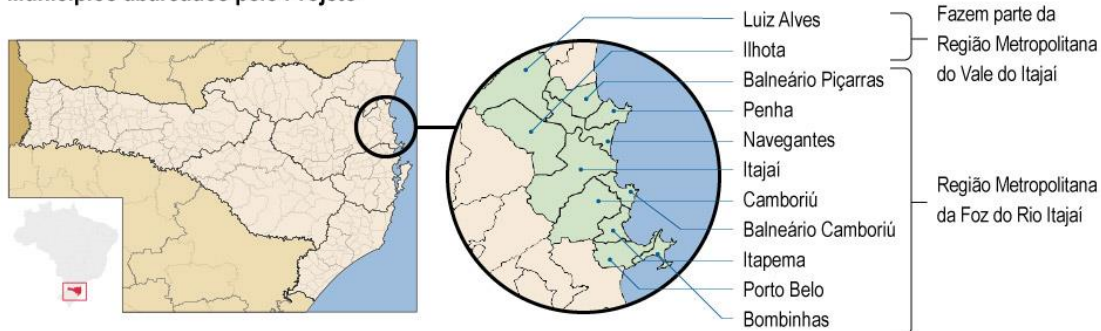 Municípios abarcados pelo Projeto
Luiz Alves
Ilhota
Balneário Piçarras
Penha
Navegantes
Itajaí
Camboriú
Balneário Camboriú
Itapema
Porto Belo
Bombinhas
Fazem parte da
Região Metropolitana
do Vale do Itajaí
Região Metropolitana
da Foz do Rio Itajaí